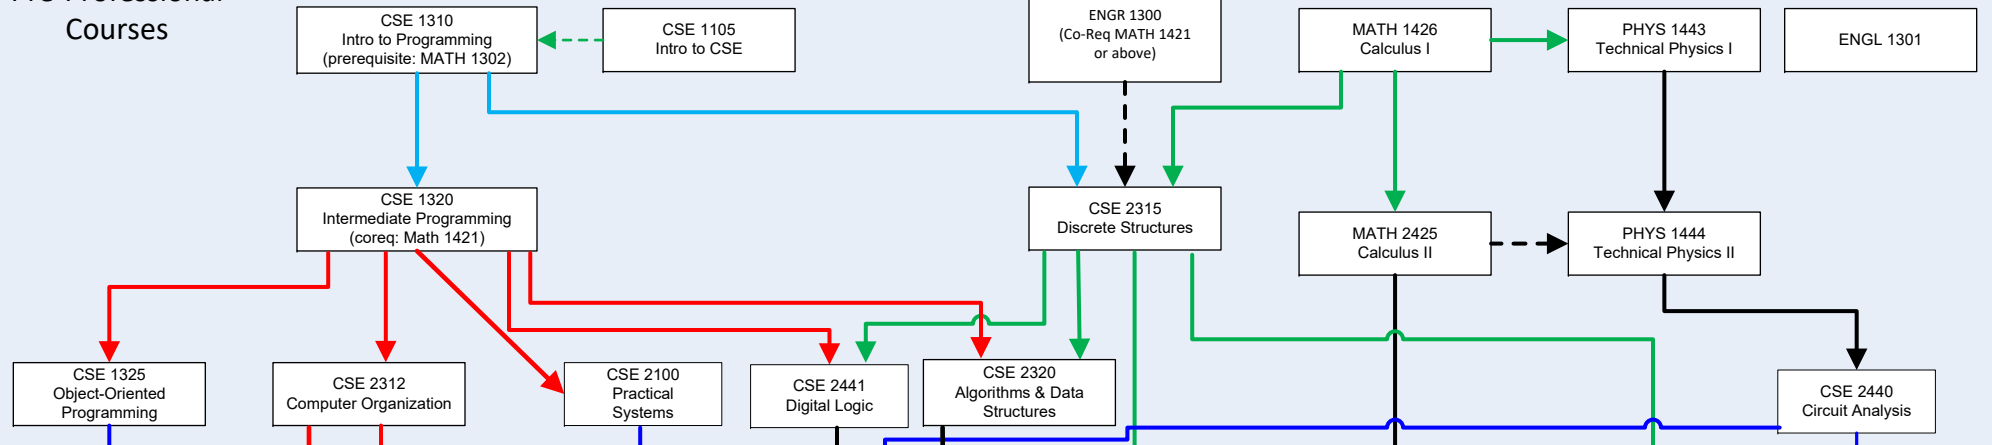 Courses
CSE 1310
Intro to Programming
(prerequisite: MATH 1302)
CSE 1105
Intro to CSE
ENGR 1300
(Co-Req MATH 1421
or above)
MATH 1426
Calculus I
PHYS 1443
Technical Physics I
ENGL 1301
CSE 1320
Intermediate Programming
(coreq: Math 1421)
CSE 2315
Discrete Structures
MATH 2425
Calculus II
PHYS 1444
Technical Physics II
CSE 1325
Object-Oriented
Programming
CSE 2312
Computer Organization
CSE 2100
Practical
Systems
CSE 2441
Digital Logic
CSE 2320
Algorithms & Data
Structures
CSE 2440
Circuit Analysis